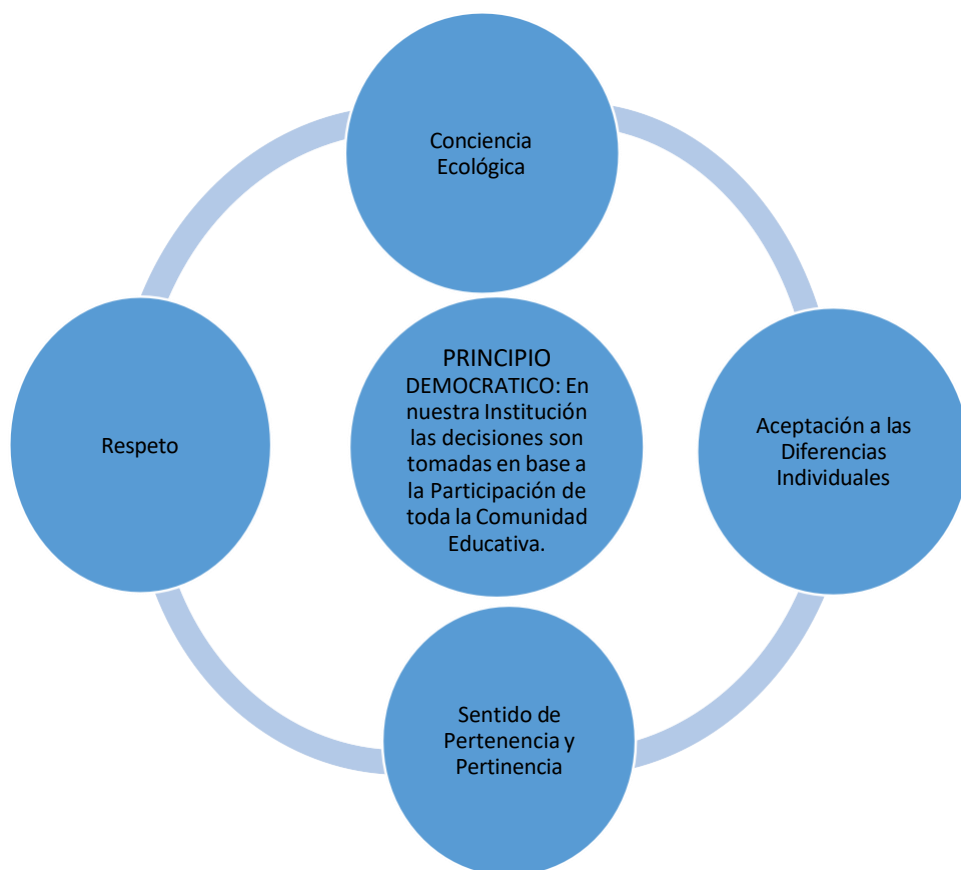 Conciencia
Ecológica
Respeto
PRINCIPIO
DEMOCRATICO: En
nuestra Institución
las decisiones son
tomadas en base a
la Participación de
toda la Comunidad
Educativa.
Aceptación a las
Diferencias
Individuales
Sentido de
Pertenencia y
Pertinencia